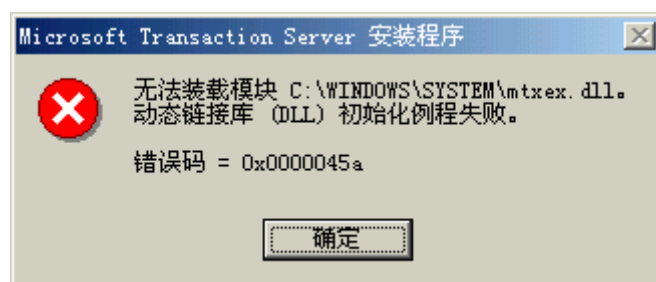 Microsoft Transaction Server 安装程序
无法装载模块 C:\WINDOWS\SYSTEM\mtxex.dll。
动态链接库 (DLL) 初始化例程失败。
错误码 = 0x0000045a
确定